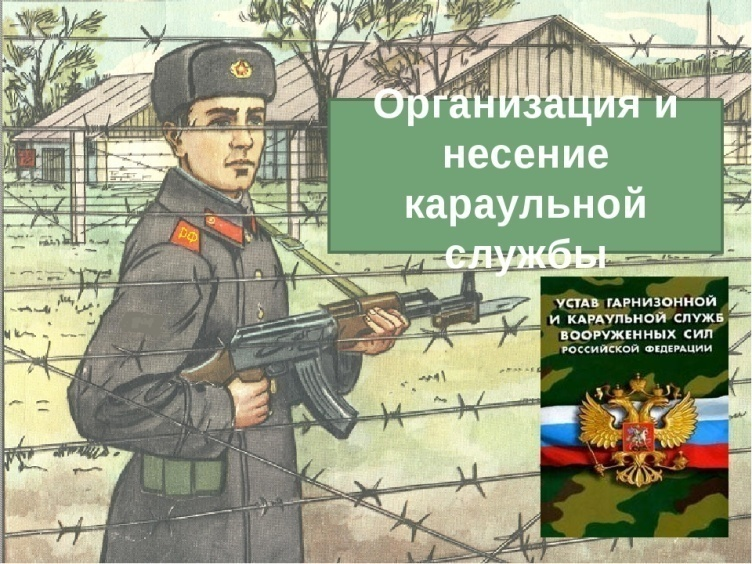 Организация и
несение
караульной
службы
РФ
УСТАВ ГАРНИЗОННОЙ
И КАРАУЛЬНОЙ СЛУЖБ
ВООРУЖЕННЫХ СИЛ
РОССИЙСКОЙ ФЕДЕРАЦИИ